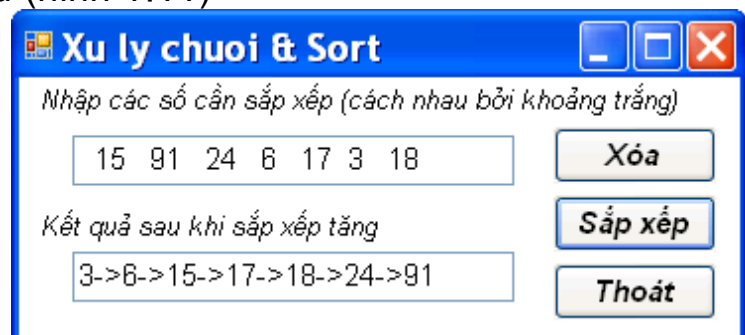 Xu ly chuoi & Sort
Nhập các số cần sắp xếp (cách nhau bởi khoảng trắng)
15 91 24 6 17 3 18
Xóa
Kết quả sau khi sắp xếp tăng
Sắp xếp
3->6->15->17->18->24->91
Thoát